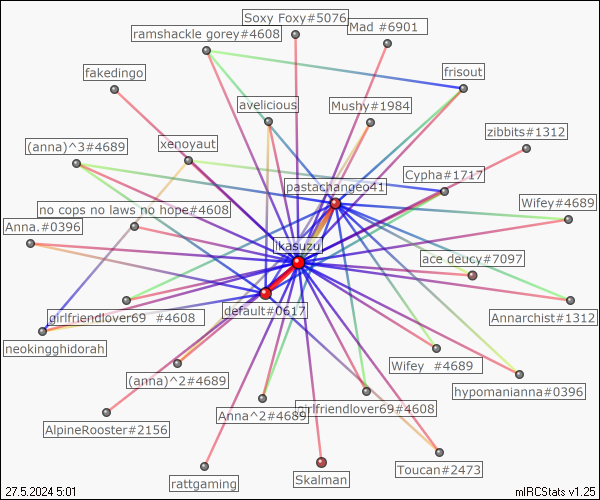 Soxy Foxy#5076
Mad #6901
ramshackle gorey#4608
fakedingo
frisout
avelicious
Mushy#1984
zibbits#1312
(anna)^3#4689
xenoyaut
Cypha#1717
pastachangeo41
Wifey#4689
no cops no laws no hope#4608
Anna.#0396
ikasuzu
ace deucy#7097
girlfriendlover69 #4608
default#0617
Annarchist#1312
neokingghidorah
Wifey #4689
(anna)^2#4689
hypomanianna#0396
Anna^2#4689
girlfriendlover69#4608
AlpineRooster#2156
Toucan#2473
rattgaming
Skalman
27.5.2024 5:01
mIRCStats v1.25